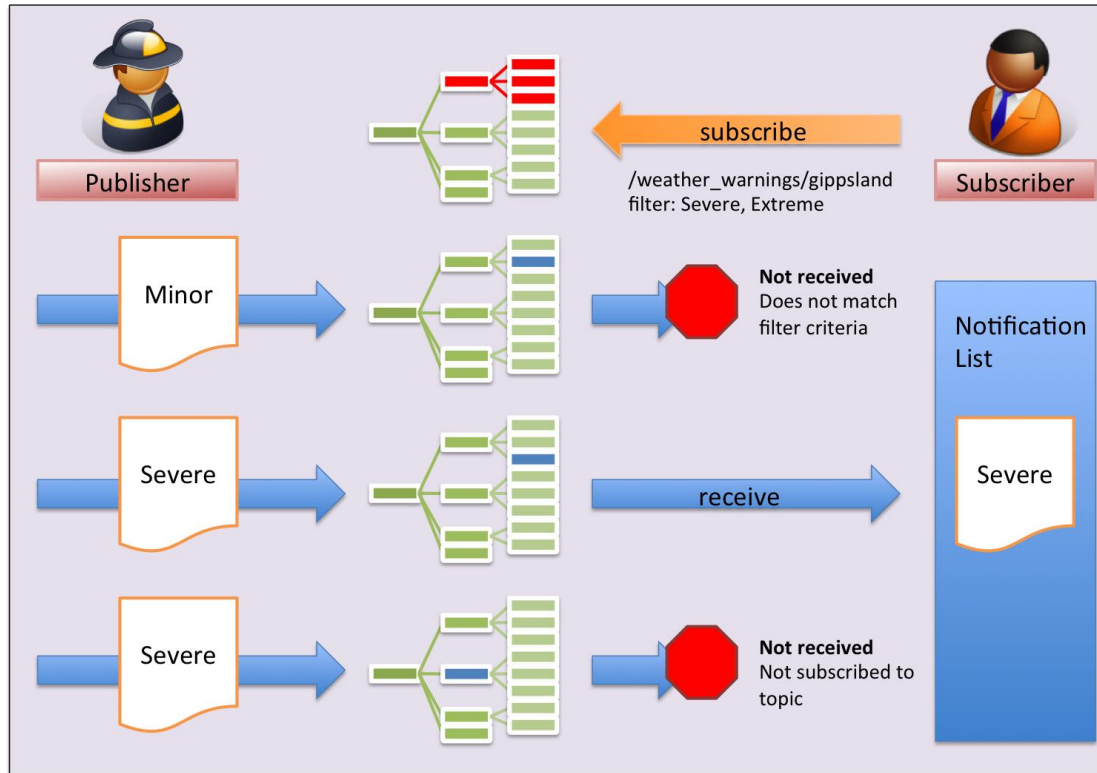 Publisher
subscribe
/weather_warnings/gippsland
filter: Severe, Extreme
Subscriber
Minor
Not received
Does not match
filter criteria
Notification
List
Severe
receive
Severe
Severe
Not received
Not subscribed to
topic